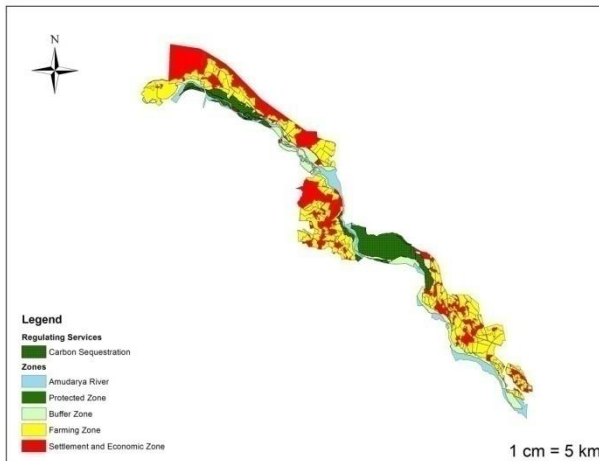 N
Legend
Regulating Services
Carbon Sequestration
Zones
Amudarya River
Protected Zone
Buffer Zone
Farming Zone
Settlement and Economic Zone
1 cm = 5 km